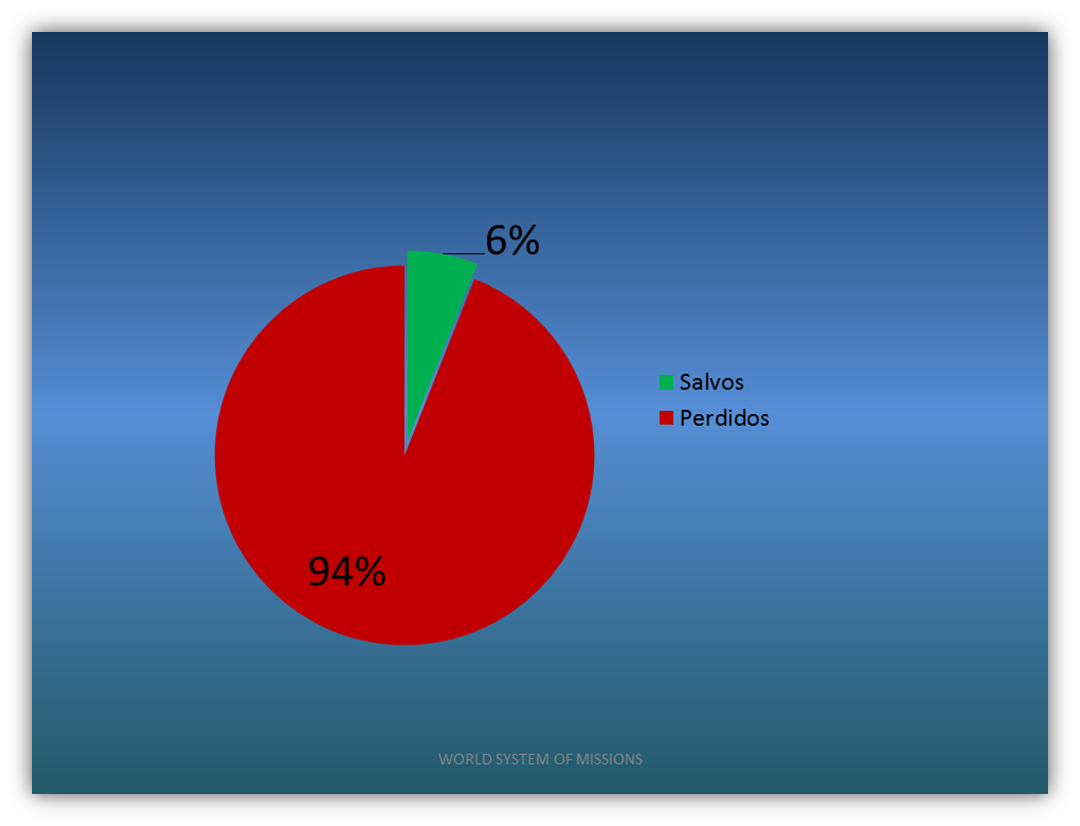 6%
Salvos
Perdidos
94%
WORLD SYSTEM OF MISSIONS